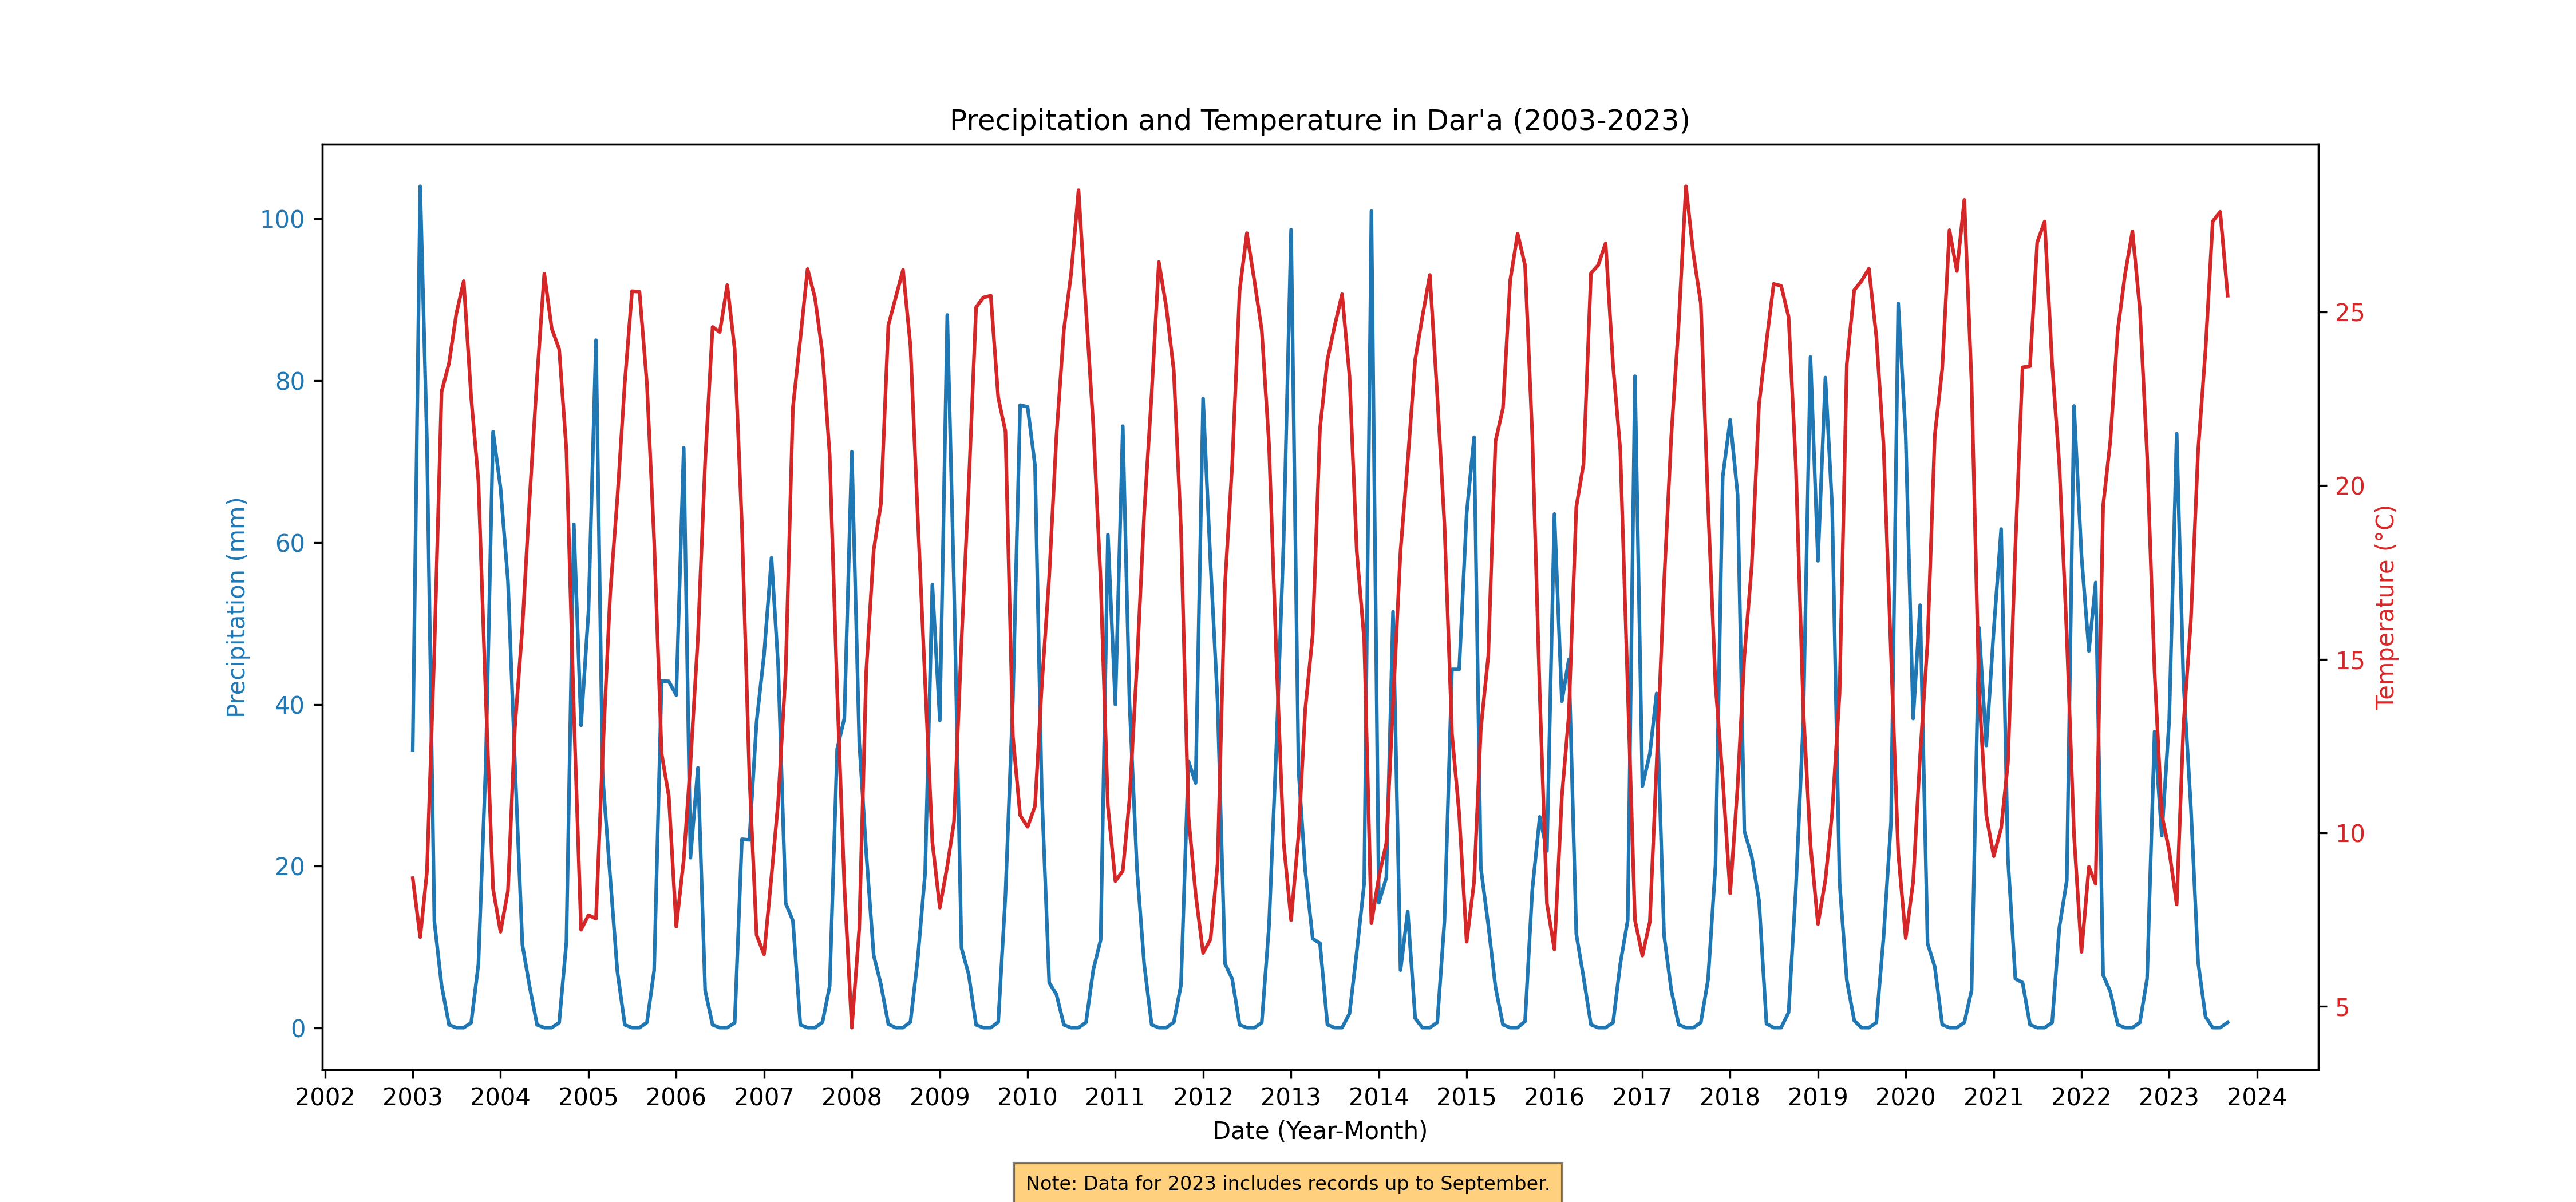 Precipitation and Temperature in Dar'a (2003-2023)
100
80
60
40
20
0
Precipitation (mm)
25
20
15
10
5
Temperature (°C)
2002 2003 2004 2005 2006 2007 2008 2009 2010 2011 2012 2013 2014 2015 2016 2017 2018 2019 2020 2021 2022 2023 2024
Date (Year-Month)
Note: Data for 2023 includes records up to September.